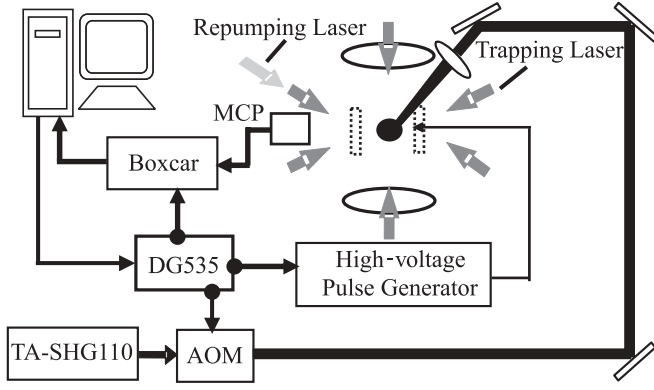 Repumping Laser
Trapping Laser
MCP
Boxcar
DG535
High-voltage
Pulse Generator
TA-SHG110
AOM